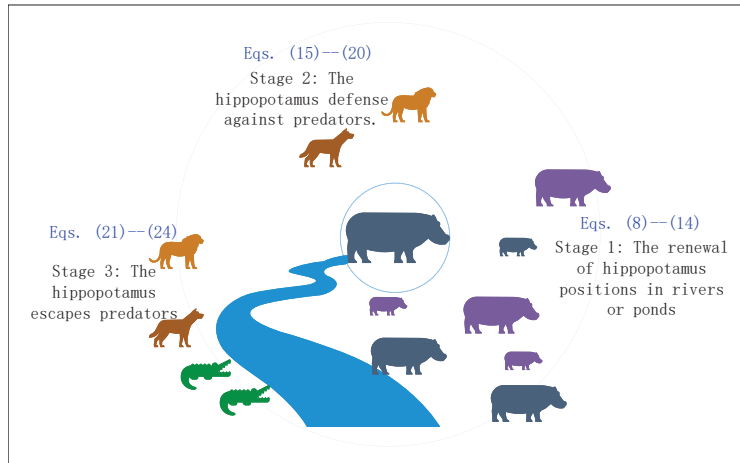 Eqs. (15)--(20)
Stage 2: The
hippopotamus defense
against predators.
Eqs. (8)--(14)
Stage 1: The renewal
of hippopotamus
positions in rivers
or ponds
Eqs. (21)--(24)
Stage 3: The
hippopotamus
escapes predators